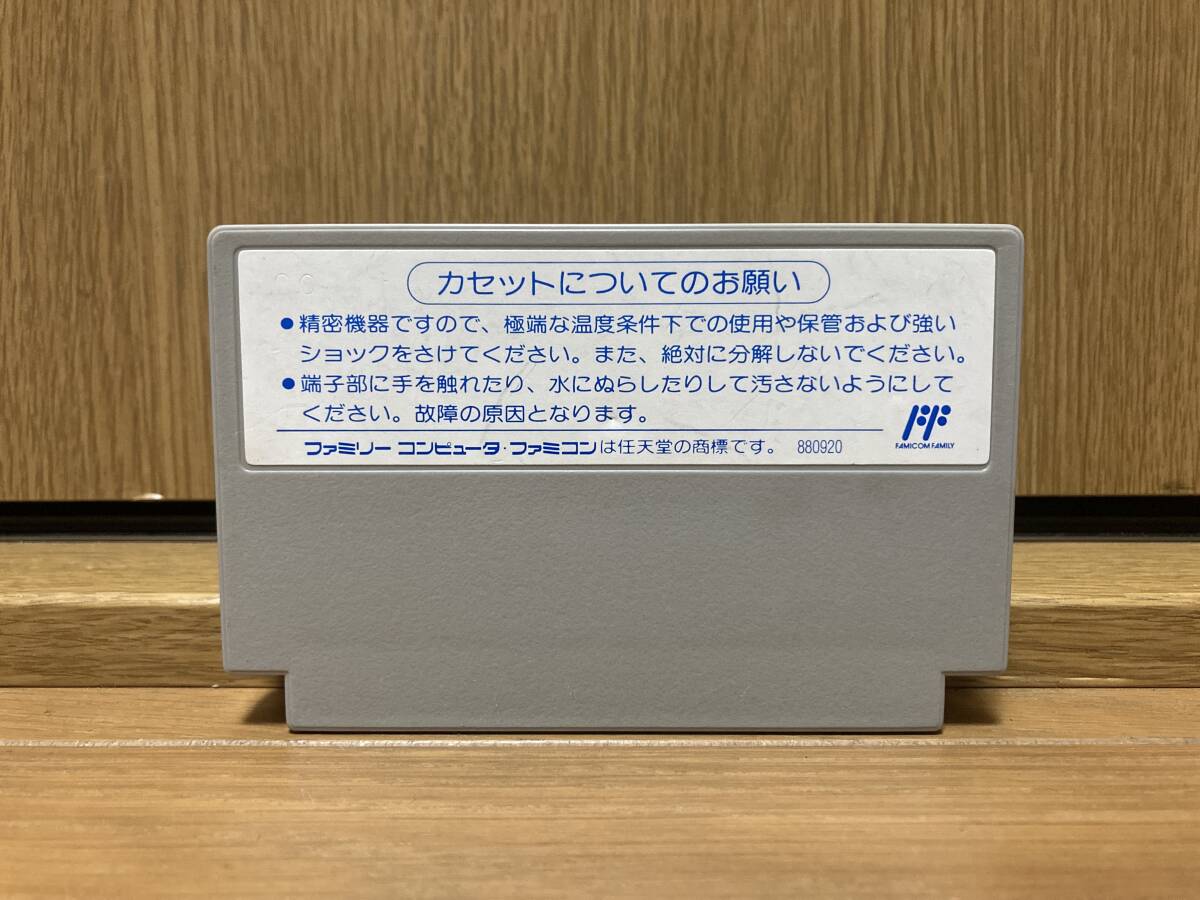 カセットについてのお願い
●精密機器ですので、極端な温度条件下での使用や保管および強い
ショックをさけてください。また、絶対に分解しないでください。
●端子部に手を触れたり、水にぬらしたりして汚さないようにして
ください。故障の原因となります。
ファミリー コンピュータ・ファミコンは任天堂の商標です。 880920
FAMICOM FAMILY